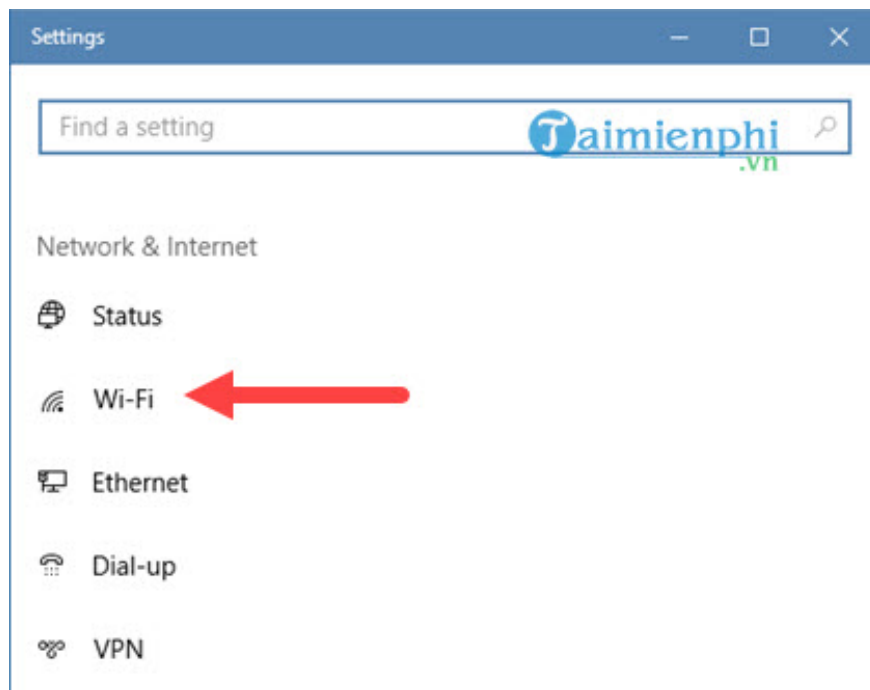 Settings
Find a setting
Taimienphi
.vn
Network & Internet
Status
Wi-Fi
Ethernet
Dial-up
VPN